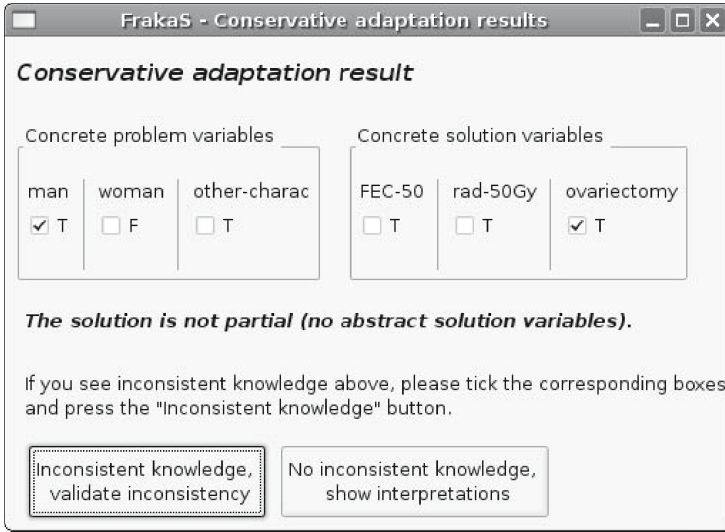 FrakaS - Conservative adaptation results
Conservative adaptation result
Concrete problem variables
Concrete solution variables
man woman other-charac
FEC-50 rad-50Gy ovariectomy
T F T
T T T
The solution is not partial (no abstract solution variables).
If you see inconsistent knowledge above, please tick the corresponding boxes
and press the "Inconsistent knowledge" button.
Inconsistent knowledge,
validate inconsistency
No inconsistent knowledge,
show interpretations